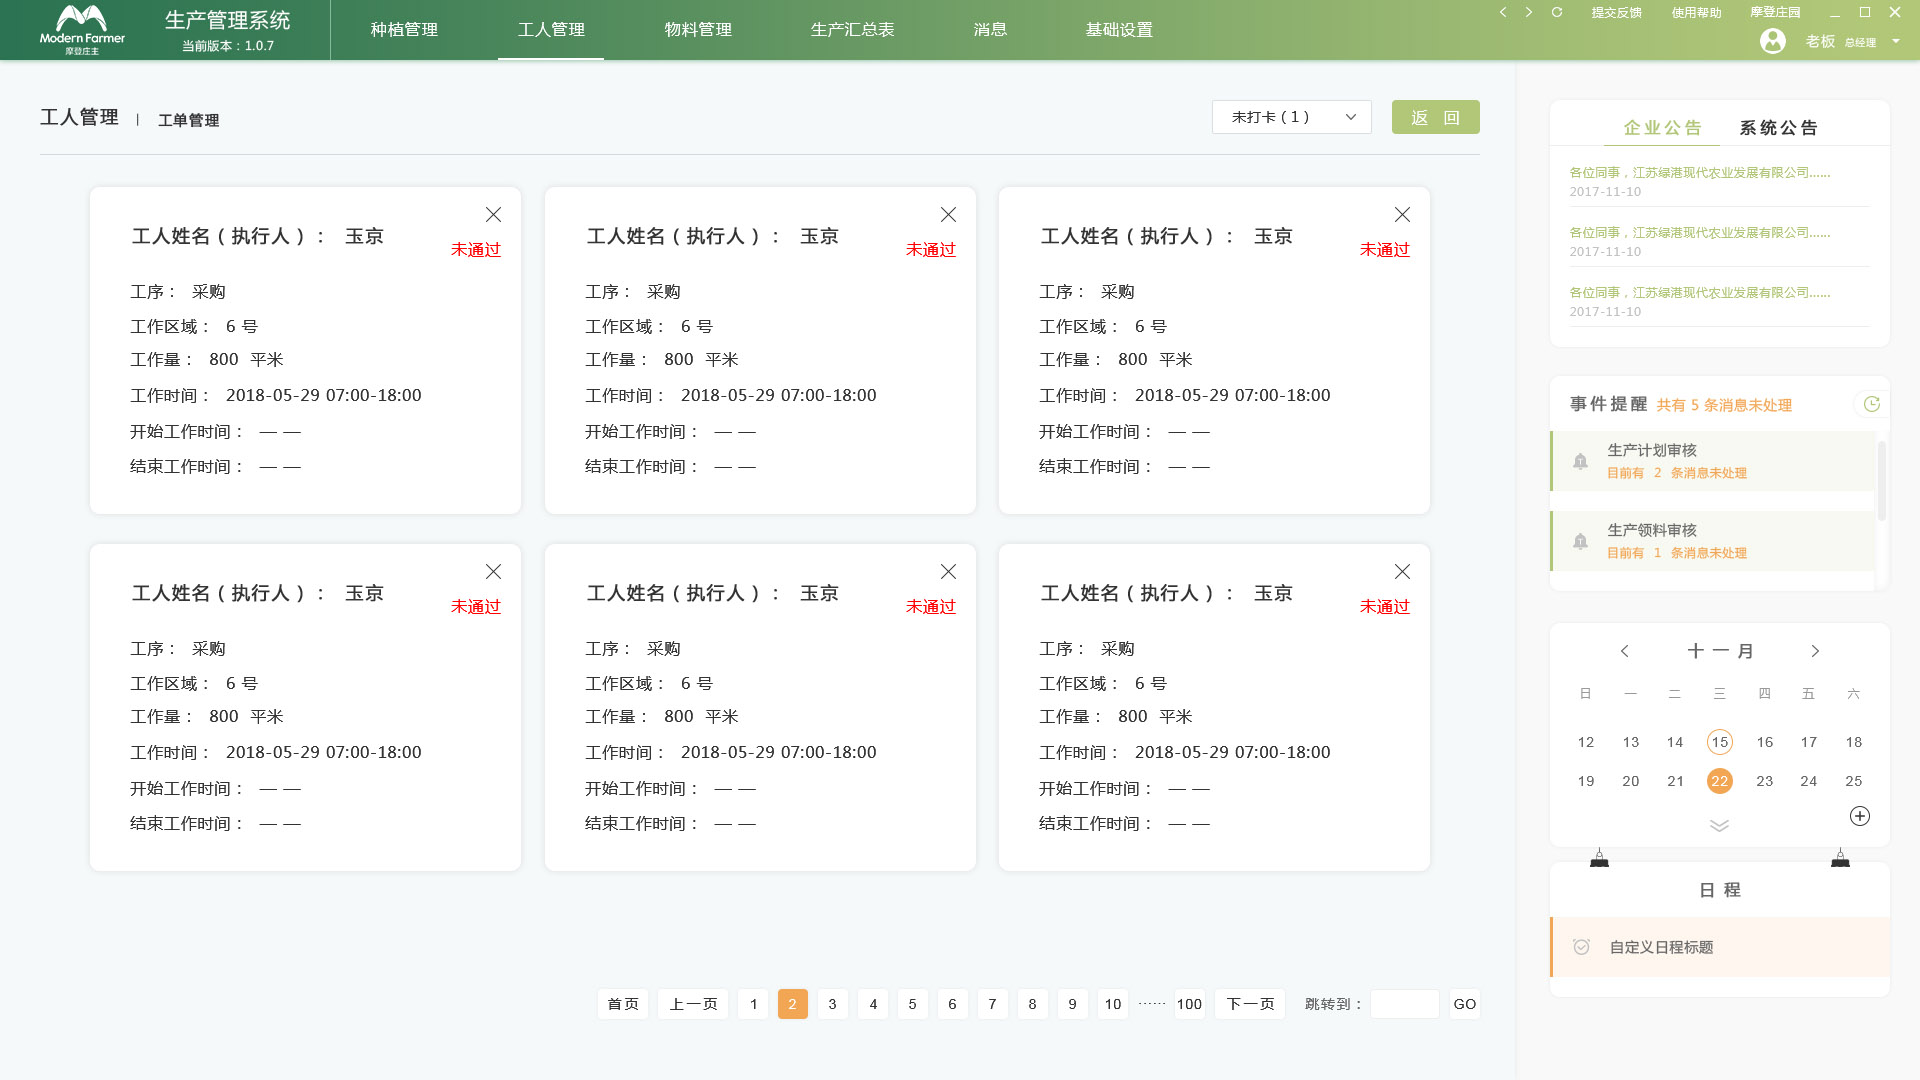 Modern Farmer
摩登庄主
生产管理系统
当前版本：1.0.7
种植管理
工人管理
物料管理
生产汇总表
消息
基础设置
提交反馈
使用帮助
摩登庄园
老板 总经理
工人管理 | 工单管理
未打卡（1）
返 回
工人姓名（执行人）： 玉京
未通过
工序： 采购
工作区域： 6 号
工作量： 800 平米
工作时间： 2018-05-29 07:00-18:00
开始工作时间： — —
结束工作时间： — —
工人姓名（执行人）： 玉京
未通过
工序： 采购
工作区域： 6 号
工作量： 800 平米
工作时间： 2018-05-29 07:00-18:00
开始工作时间： — —
结束工作时间： — —
工人姓名（执行人）： 玉京
未通过
工序： 采购
工作区域： 6 号
工作量： 800 平米
工作时间： 2018-05-29 07:00-18:00
开始工作时间： — —
结束工作时间： — —
工人姓名（执行人）： 玉京
未通过
工序： 采购
工作区域： 6 号
工作量： 800 平米
工作时间： 2018-05-29 07:00-18:00
开始工作时间： — —
结束工作时间： — —
工人姓名（执行人）： 玉京
未通过
工序： 采购
工作区域： 6 号
工作量： 800 平米
工作时间： 2018-05-29 07:00-18:00
开始工作时间： — —
结束工作时间： — —
工人姓名（执行人）： 玉京
未通过
工序： 采购
工作区域： 6 号
工作量： 800 平米
工作时间： 2018-05-29 07:00-18:00
开始工作时间： — —
结束工作时间： — —
首页 上一页 1 2 3 4 5 6 7 8 9 10 ······ 100 下一页 跳转到： GO
企业公告 系统公告
各位同事，江苏绿港现代农业发展有限公司......
2017-11-10
各位同事，江苏绿港现代农业发展有限公司......
2017-11-10
各位同事，江苏绿港现代农业发展有限公司......
2017-11-10
事件提醒 共有 5 条消息未处理
生产计划审核
目前有 2 条消息未处理
生产领料审核
目前有 1 条消息未处理
十一月
日 一 二 三 四 五 六
12 13 14 15 16 17 18
19 20 21 22 23 24 25
日 程
自定义日程标题